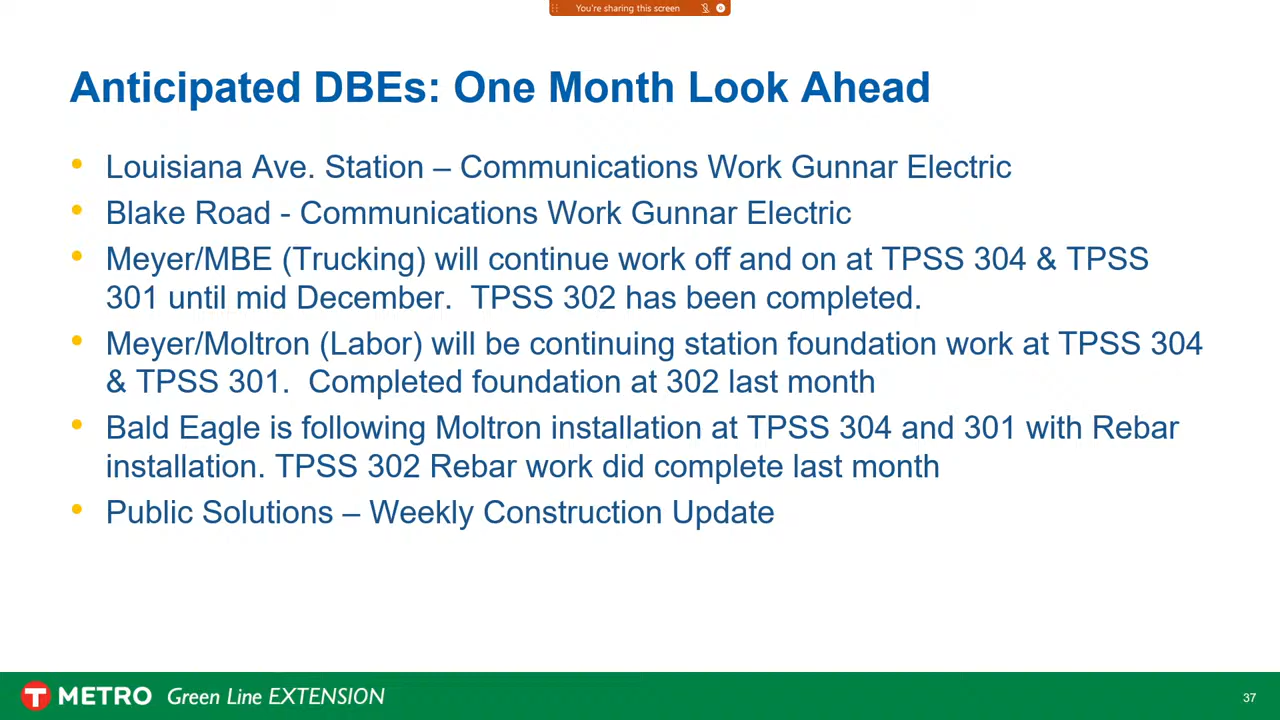 You're sharing this screen
Anticipated DBEs: One Month Look Ahead
• Louisiana Ave. Station – Communications Work Gunnar Electric
• Blake Road - Communications Work Gunnar Electric
• Meyer/MBE (Trucking) will continue work off and on at TPSS 304 & TPSS
301 until mid December.  TPSS 302 has been completed.
• Meyer/Moltron (Labor) will be continuing station foundation work at TPSS 304
& TPSS 301.  Completed foundation at 302 last month
• Bald Eagle is following Moltron installation at TPSS 304 and 301 with Rebar
installation. TPSS 302 Rebar work did complete last month
• Public Solutions – Weekly Construction Update
T METRO Green Line EXTENSION
37